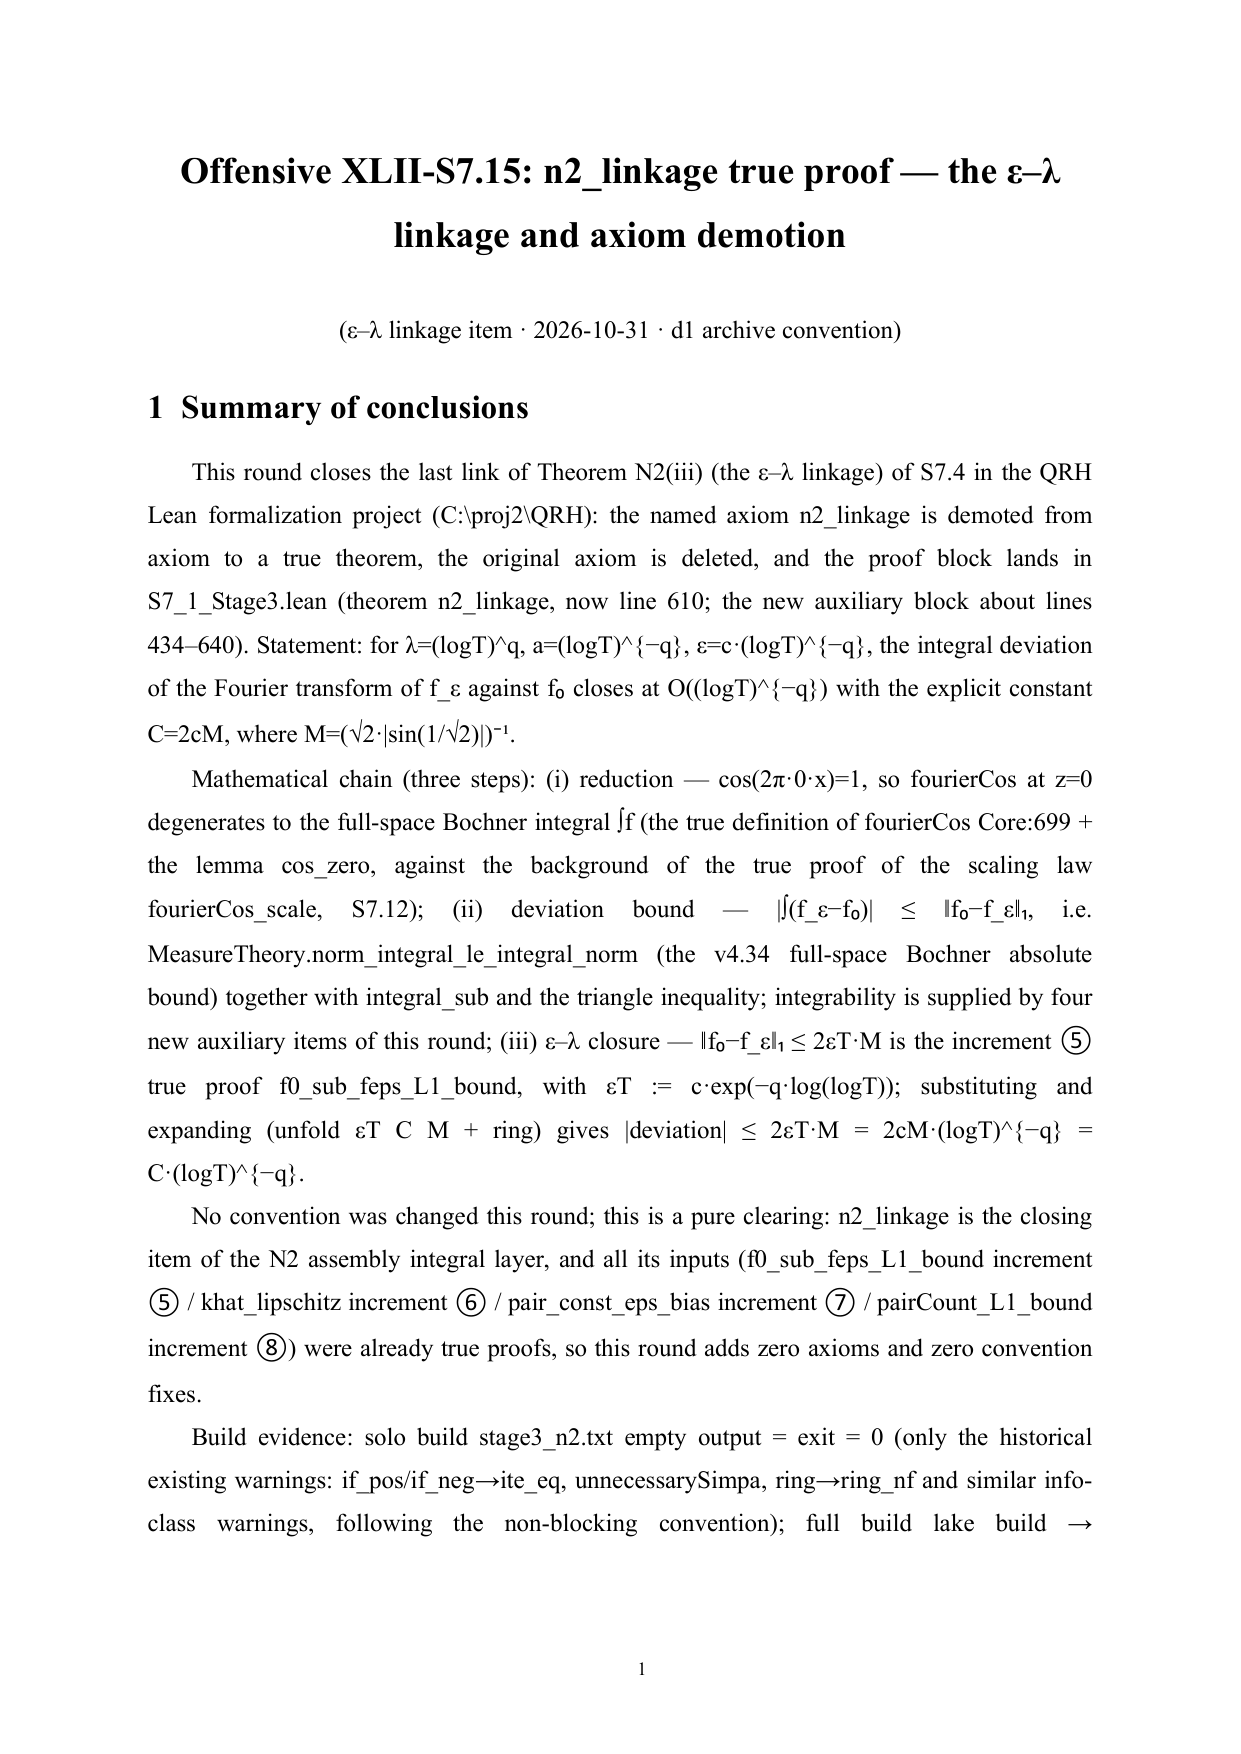 Offensive XLII-S7.15: n2_linkage true proof — the ε–λ
linkage and axiom demotion
(ε–λ linkage item · 2026-10-31 · d1 archive convention)
1 Summary of conclusions
This round closes the last link of Theorem N2(iii) (the ε–λ linkage) of S7.4 in the QRH
Lean formalization project (C:\proj2\QRH): the named axiom n2_linkage is demoted from
axiom to a true theorem, the original axiom is deleted, and the proof block lands in
S7_1_Stage3.lean (theorem n2_linkage, now line 610; the new auxiliary block about lines
434–640). Statement: for λ=(logT)^q, a=(logT)^{−q}, ε=c·(logT)^{−q}, the integral deviation
of the Fourier transform of f_ε against f₀ closes at O((logT)^{−q}) with the explicit constant
C=2cM, where M=(√2·|sin(1/√2)|)⁻¹.
Mathematical chain (three steps): (i) reduction — cos(2π·0·x)=1, so fourierCos at z=0
degenerates to the full-space Bochner integral ∫f (the true definition of fourierCos Core:699 +
the lemma cos_zero, against the background of the true proof of the scaling law
fourierCos_scale, S7.12); (ii) deviation bound — |∫(f_ε−f₀)| ≤ ‖f₀−f_ε‖₁, i.e.
MeasureTheory.norm_integral_le_integral_norm (the v4.34 full-space Bochner absolute
bound) together with integral_sub and the triangle inequality; integrability is supplied by four
new auxiliary items of this round; (iii) ε–λ closure — ‖f₀−f_ε‖₁ ≤ 2εT·M is the increment ⑤
true proof f0_sub_feps_L1_bound, with εT := c·exp(−q·log(logT)); substituting and
expanding (unfold εT C M + ring) gives |deviation| ≤ 2εT·M = 2cM·(logT)^{−q} =
C·(logT)^{−q}.
No convention was changed this round; this is a pure clearing: n2_linkage is the closing
item of the N2 assembly integral layer, and all its inputs (f0_sub_feps_L1_bound increment
⑤ / khat_lipschitz increment ⑥ / pair_const_eps_bias increment ⑦ / pairCount_L1_bound
increment ⑧) were already true proofs, so this round adds zero axioms and zero convention
fixes.
Build evidence: solo build stage3_n2.txt empty output = exit = 0 (only the historical
existing warnings: if_pos/if_neg→ite_eq, unnecessarySimpa, ring→ring_nf and similar info-
class warnings, following the non-blocking convention); full build lake build →
1